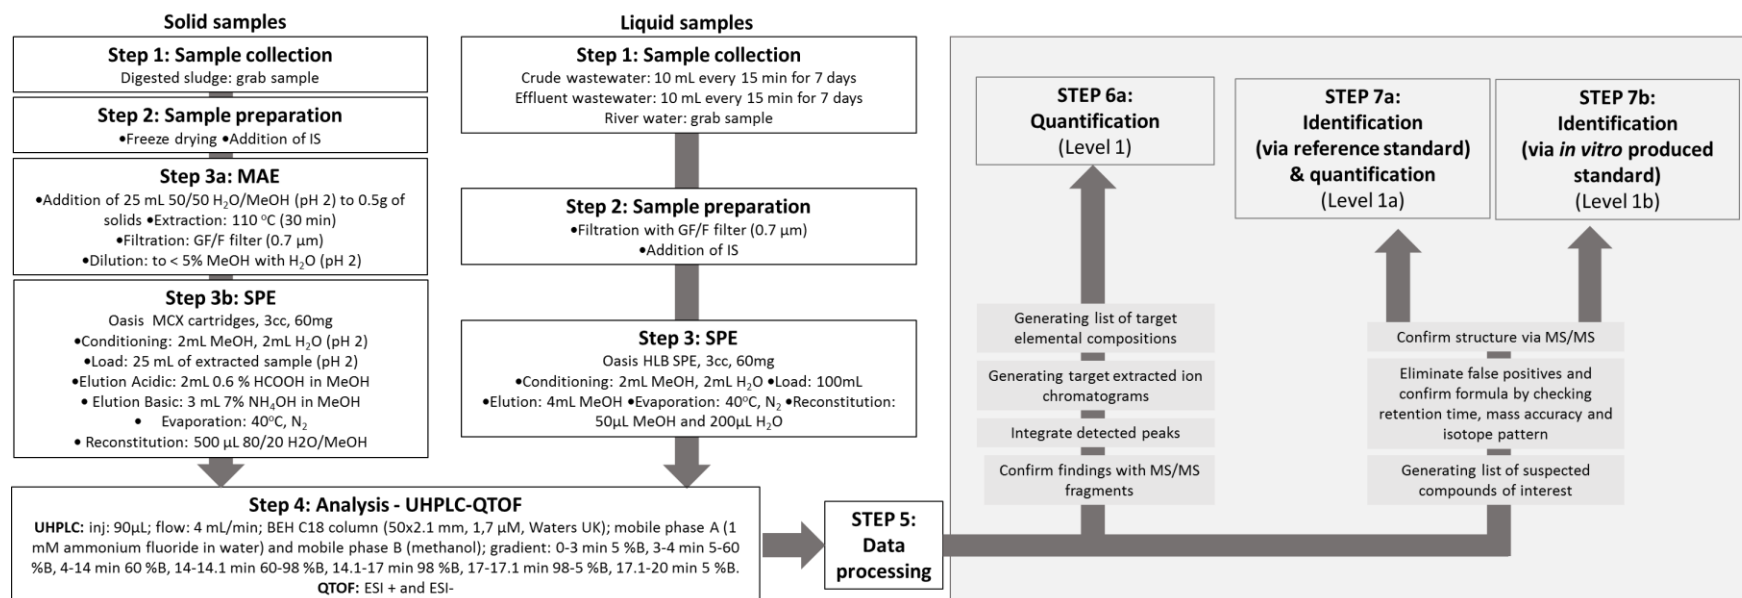 Solid samples
Step 1: Sample collection
Digested sludge: grab sample
Step 2: Sample preparation
•Freeze drying •Addition of IS
Step 3a: MAE
•Addition of 25 mL 50/50 H₂O/MeOH (pH 2) to 0.5g of
solids •Extraction: 110 °C (30 min)
•Filtration: GF/F filter (0.7 µm)
•Dilution: to < 5% MeOH with H₂O (pH 2)
Step 3b: SPE
Oasis MCX cartridges, 3cc, 60mg
•Conditioning: 2mL MeOH, 2mL H₂O (pH 2)
•Load: 25 mL of extracted sample (pH 2)
•Elution Acidic: 2mL 0.6 % HCOOH in MeOH
• Elution Basic: 3 mL 7% NH₄OH in MeOH
• Evaporation: 40°C, N₂
• Reconstitution: 500 µL 80/20 H2O/MeOH
Liquid samples
Step 1: Sample collection
Crude wastewater: 10 mL every 15 min for 7 days
Effluent wastewater: 10 mL every 15 min for 7 days
River water: grab sample
Step 2: Sample preparation
•Filtration with GF/F filter (0.7 µm)
•Addition of IS
Step 3: SPE
Oasis HLB SPE, 3cc, 60mg
•Conditioning: 2mL MeOH, 2mL H₂O •Load: 100mL
•Elution: 4mL MeOH •Evaporation: 40°C, N₂ •Reconstitution:
50µL MeOH and 200µL H₂O
Step 4: Analysis - UHPLC-QTOF
UHPLC: inj: 90µL; flow: 4 mL/min; BEH C18 column (50x2.1 mm, 1,7 µM, Waters UK); mobile phase A (1
mM ammonium fluoride in water) and mobile phase B (methanol); gradient: 0-3 min 5 %B, 3-4 min 5-60
%B, 4-14 min 60 %B, 14-14.1 min 60-98 %B, 14.1-17 min 98 %B, 17-17.1 min 98-5 %B, 17.1-20 min 5 %B.
QTOF: ESI + and ESI-
STEP 5:
Data
processing
STEP 6a:
Quantification
(Level 1)
Generating list of target
elemental compositions
Generating target extracted ion
chromatograms
Integrate detected peaks
Confirm findings with MS/MS
fragments
STEP 7a:
Identification
(via reference standard)
& quantification
(Level 1a)
STEP 7b:
Identification
(via in vitro produced
standard)
(Level 1b)
Confirm structure via MS/MS
Eliminate false positives and
confirm formula by checking
retention time, mass accuracy and
isotope pattern
Generating list of suspected
compounds of interest